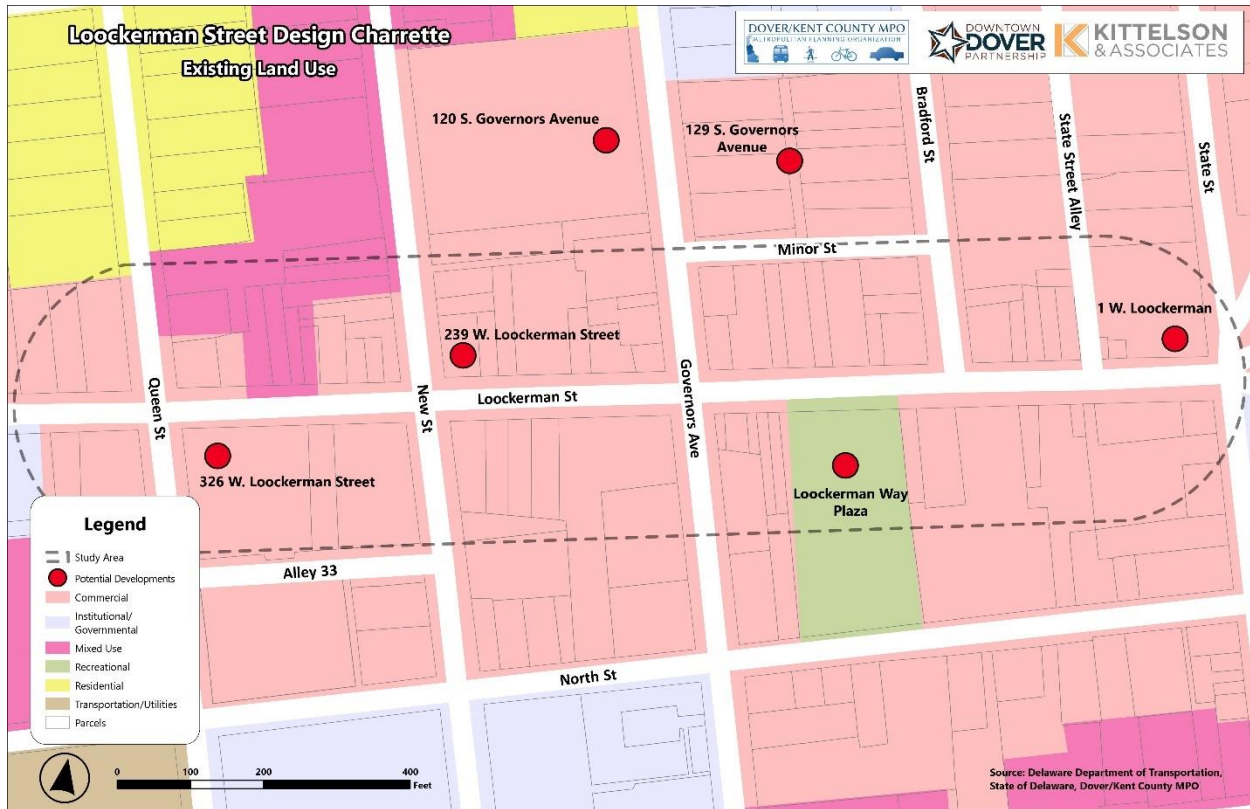 Loockerman Street Design Charrette
Existing Land Use
DOVER/KENT COUNTY MPO
METROPOLITAN PLANNING ORGANIZATION
DOWNTOWN
DOVER
PARTNERSHIP
KITTELSON
& ASSOCIATES
120 S. Governors Avenue
129 S. Governors
Avenue
Bradford St
State Street Alley
State St
Minor St
1 W. Loockerman
239 W. Loockerman Street
Queen St
New St
Loockerman St
Governors Ave
326 W. Loockerman Street
Loockerman Way
Plaza
Alley 33
North St
Legend
Study Area
Potential Developments
Commercial
Institutional/
Governmental
Mixed Use
Recreational
Residential
Transportation/Utilities
Parcels
0 100 200 400
Feet
Source: Delaware Department of Transportation,
State of Delaware, Dover/Kent County MPO